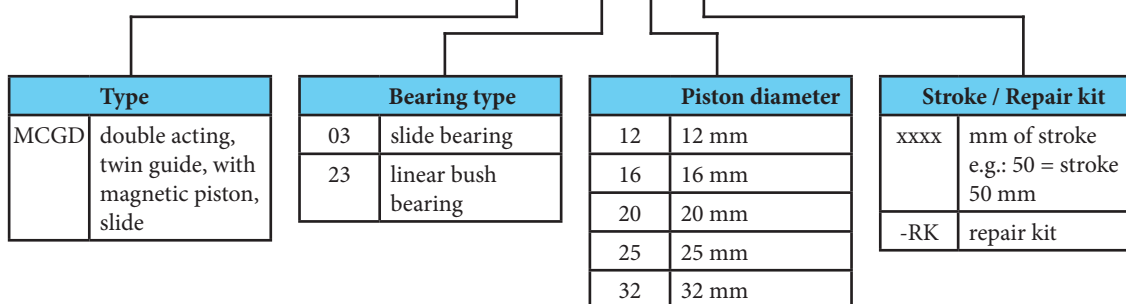 Type
MCGD double acting,
twin guide, with
magnetic piston,
slide
Bearing type
03 slide bearing
23 linear bush
bearing
Piston diameter
12 12 mm
16 16 mm
20 20 mm
25 25 mm
32 32 mm
Stroke / Repair kit
xxxx mm of stroke
e.g.: 50 = stroke
50 mm
-RK repair kit